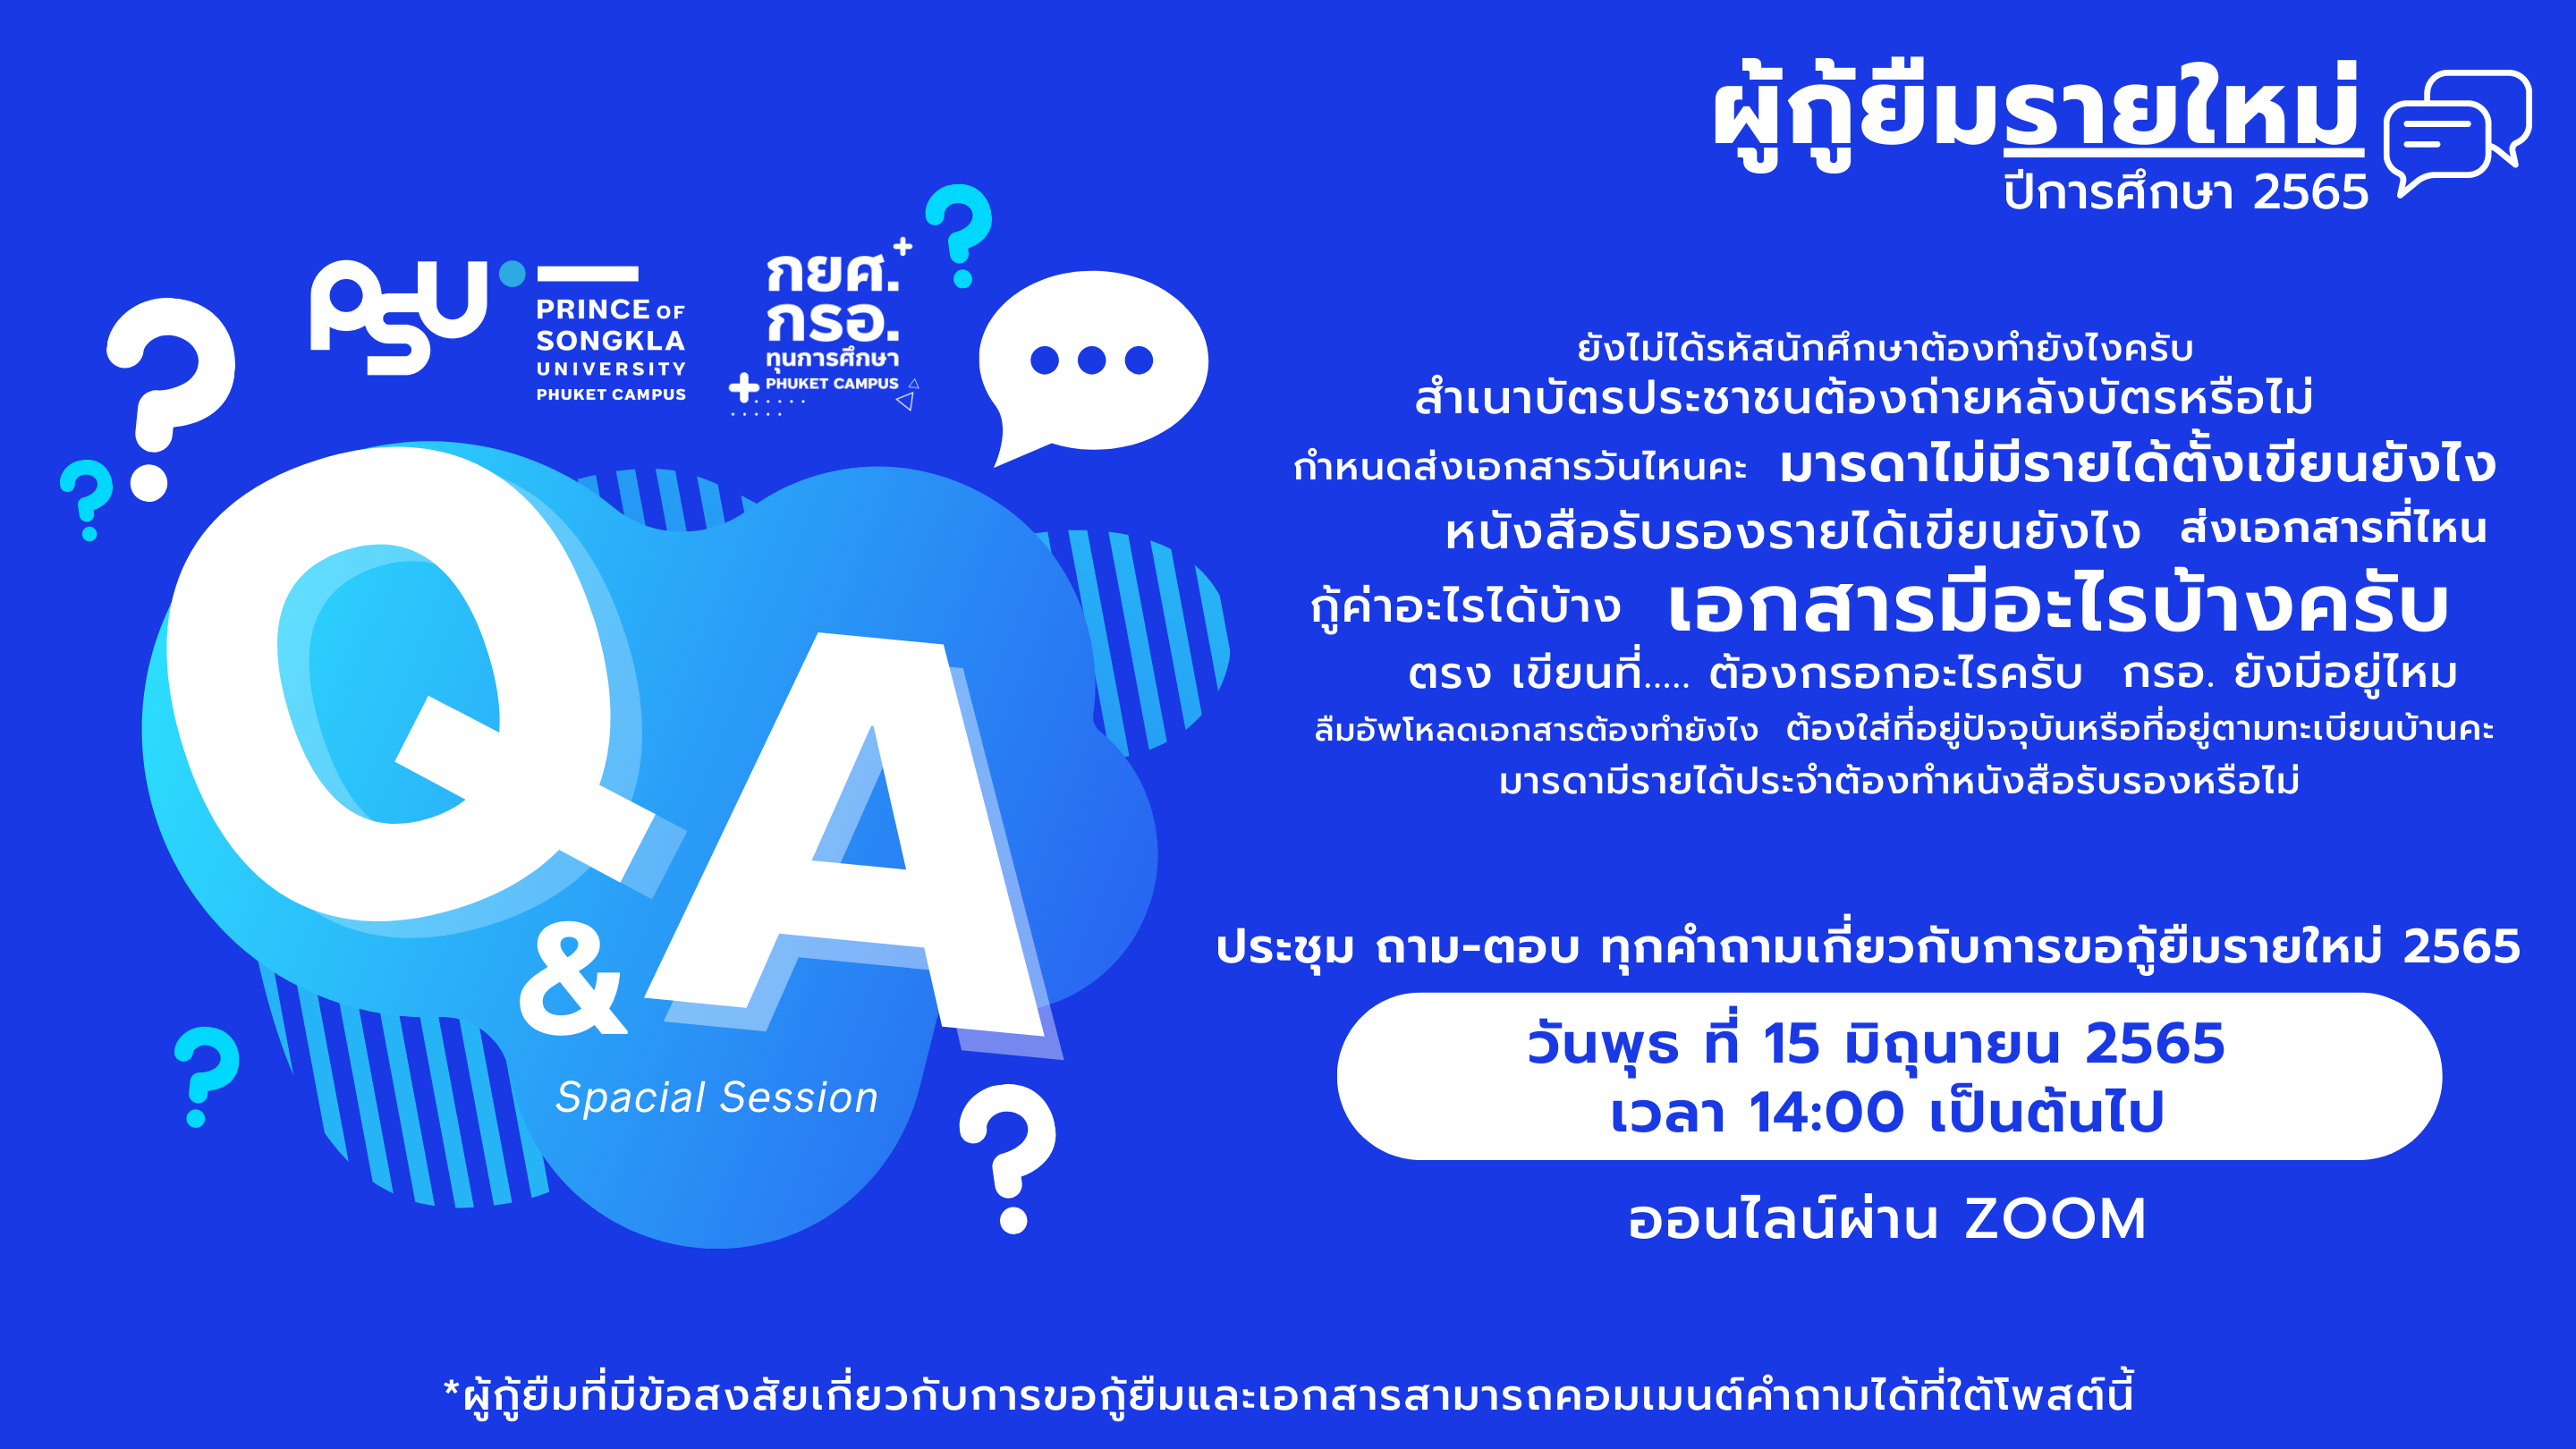 ผู้กู้ยืมรายใหม่
ปีการศึกษา 2565
PSU
PRINCE OF
SONGKLA
UNIVERSITY
PHUKET CAMPUS
กยศ.
กรอ.
ทุนการศึกษา
PHUKET CAMPUS
Q
&
A
Spacial Session
ยังไม่ได้รหัสนักศึกษาต้องทำยังไงครับ
สำเนาบัตรประชาชนต้องถ่ายหลังบัตรหรือไม่
กำหนดส่งเอกสารวันไหนคะ มารดาไม่มีรายได้ตั้งเขียนยังไง
หนังสือรับรองรายได้เขียนยังไง ส่งเอกสารที่ไหน
กู้ค่าอะไรได้บ้าง เอกสารมีอะไรบ้างครับ
ตรง เขียนที่..... ต้องกรอกอะไรครับ กรอ. ยังมีอยู่ไหม
ลืมอัพโหลดเอกสารต้องทำยังไง ต้องใส่ที่อยู่ปัจจุบันหรือที่อยู่ตามทะเบียนบ้านคะ
มารดามีรายได้ประจำต้องทำหนังสือรับรองหรือไม่
ประชุม ถาม-ตอบ ทุกคำถามเกี่ยวกับการขอกู้ยืมรายใหม่ 2565
วันพุธ ที่ 15 มิถุนายน 2565
เวลา 14:00 เป็นต้นไป
ออนไลน์ผ่าน ZOOM
*ผู้กู้ยืมที่มีข้อสงสัยเกี่ยวกับการขอกู้ยืมและเอกสารสามารถคอมเมนต์คำถามได้ที่ใต้โพสต์นี้